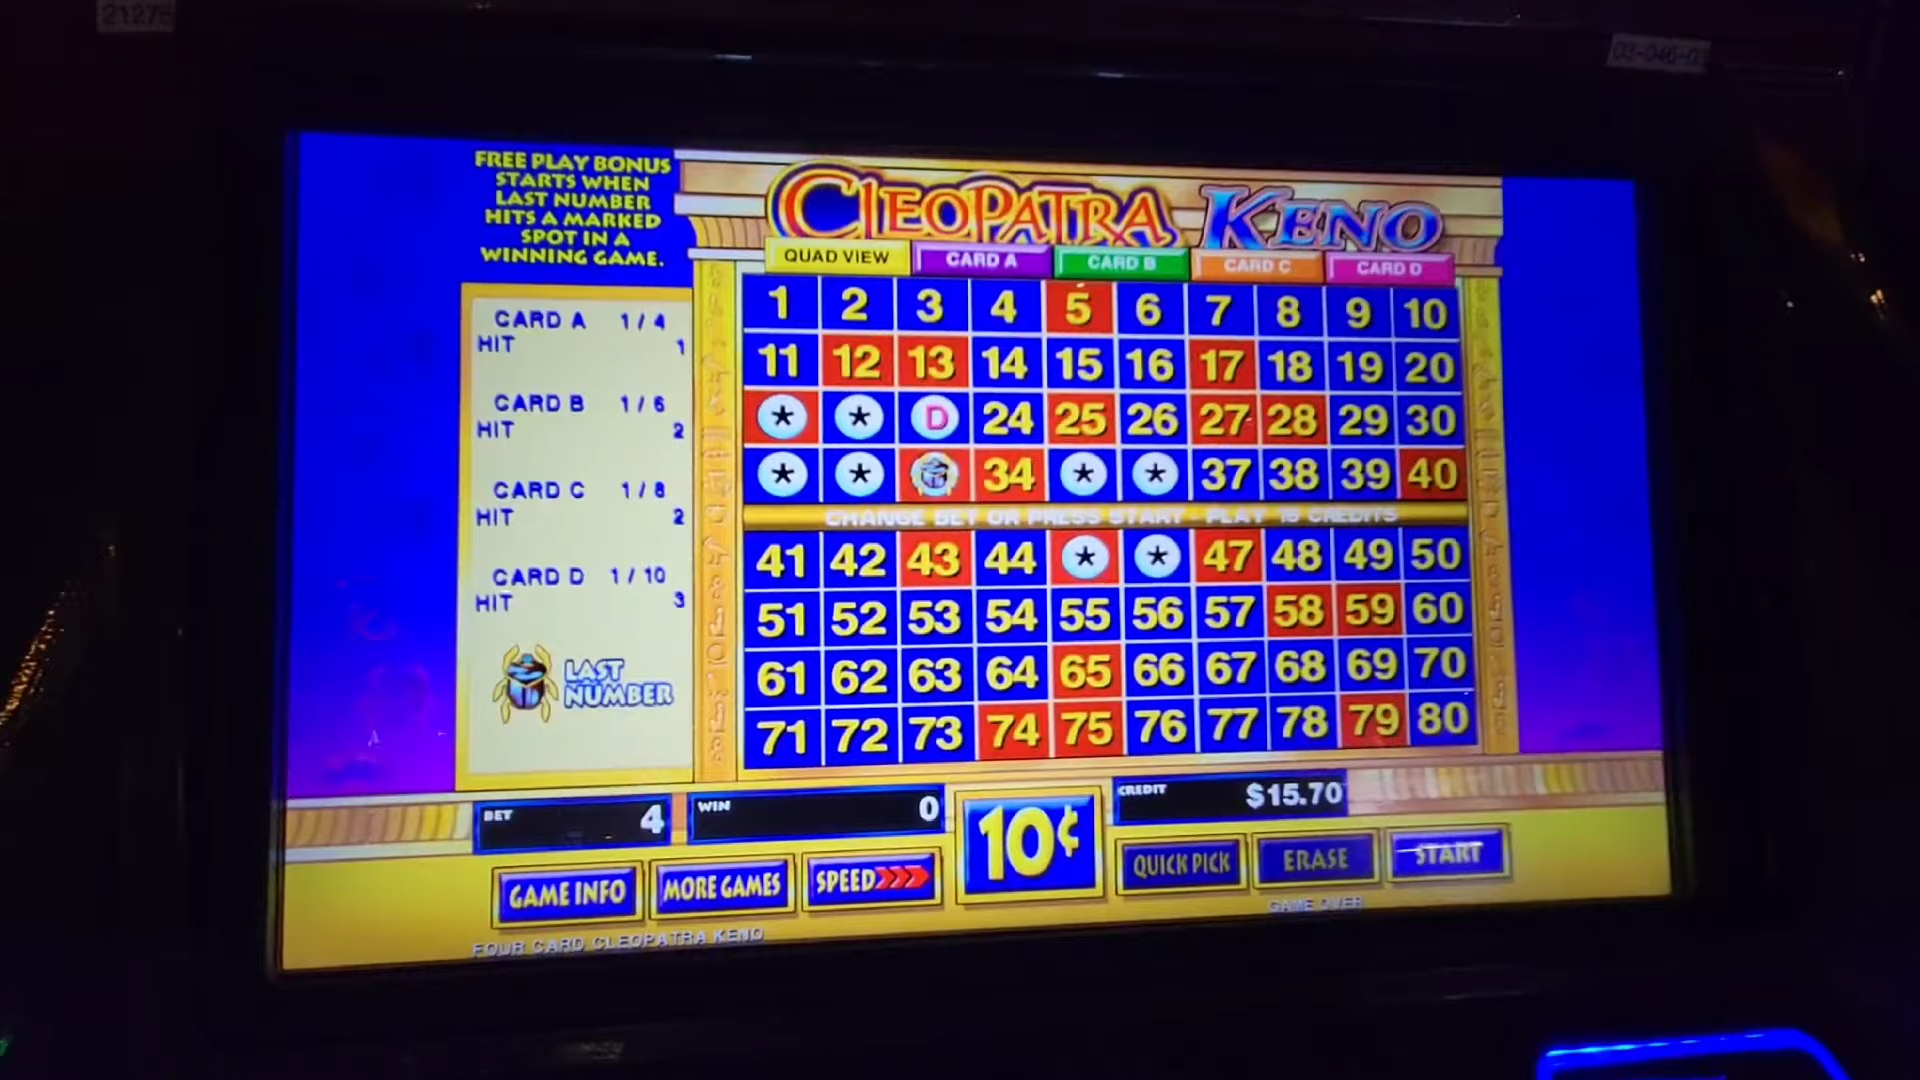 2127
03-046-0
FREE PLAY BONUS
STARTS WHEN
LAST NUMBER
HITS A MARKED
SPOT IN A
WINNING GAME.
CLEOPATRA KENO
QUAD VIEW CARD A CARD B CARD C CARD D
CARD A 1/4
HIT 1
CARD B 1/6
HIT 2
CARD C 1/8
HIT 2
CARD D 1/10
HIT 3
LAST
NUMBER
1 2 3 4 5 6 7 8 9 10
11 12 13 14 15 16 17 18 19 20
* * D 24 25 26 27 28 29 30
* * 34 * * 37 38 39 40
CHANGE BET OR PRESS START - PLAY 15 CREDITS
41 42 43 44 * * 47 48 49 50
51 52 53 54 55 56 57 58 59 60
61 62 63 64 65 66 67 68 69 70
71 72 73 74 75 76 77 78 79 80
BET 4 WIN 0 10¢ CREDIT $15.70
GAME INFO MORE GAMES SPEED>>> QUICK PICK ERASE START
GAME OVER
FOUR CARD CLEOPATRA KENO